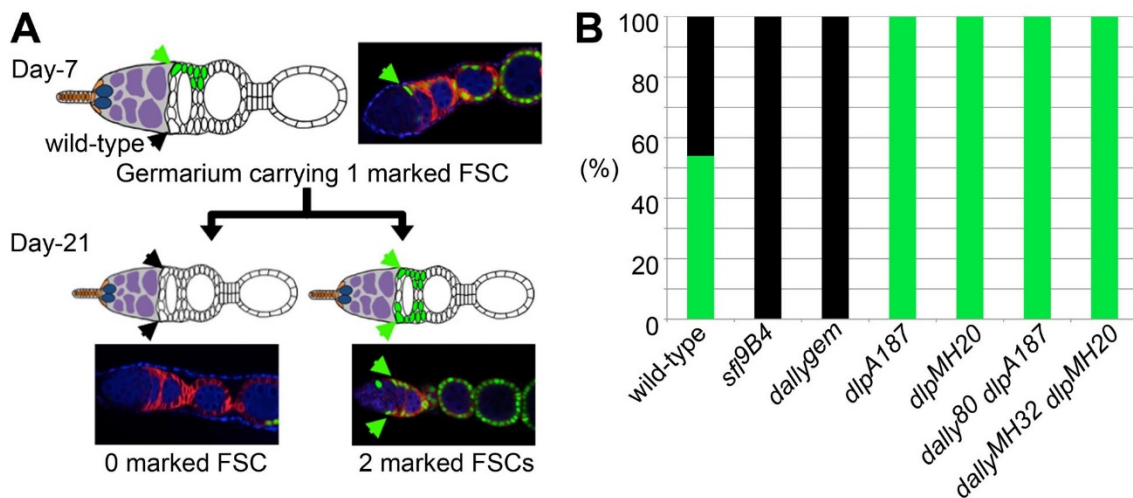 A
Day-7
wild-type
Germarium carrying 1 marked FSC
Day-21
0 marked FSC
2 marked FSCs
B
100
80
60
(%)
40
20
0
wild-type
sfl9B4
dallygem
dlpA187
dlpMH20
dally80 dlpA187
dallyMH32 dlpMH20